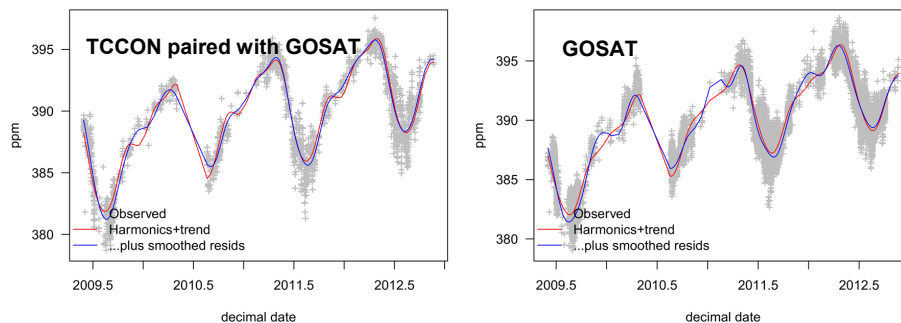 TCCON paired with GOSAT
395
390
385
380
ppm
Observed
Harmonics+trend
...plus smoothed resids
2009.5
2010.5
2011.5
2012.5
decimal date
GOSAT
395
390
385
380
ppm
Observed
Harmonics+trend
...plus smoothed resids
2009.5
2010.5
2011.5
2012.5
decimal date